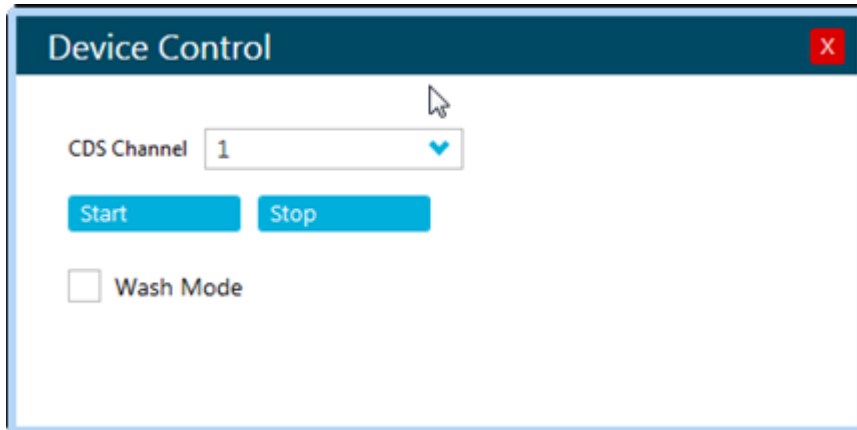 Device Control X
CDS Channel 1
Start Stop
Wash Mode